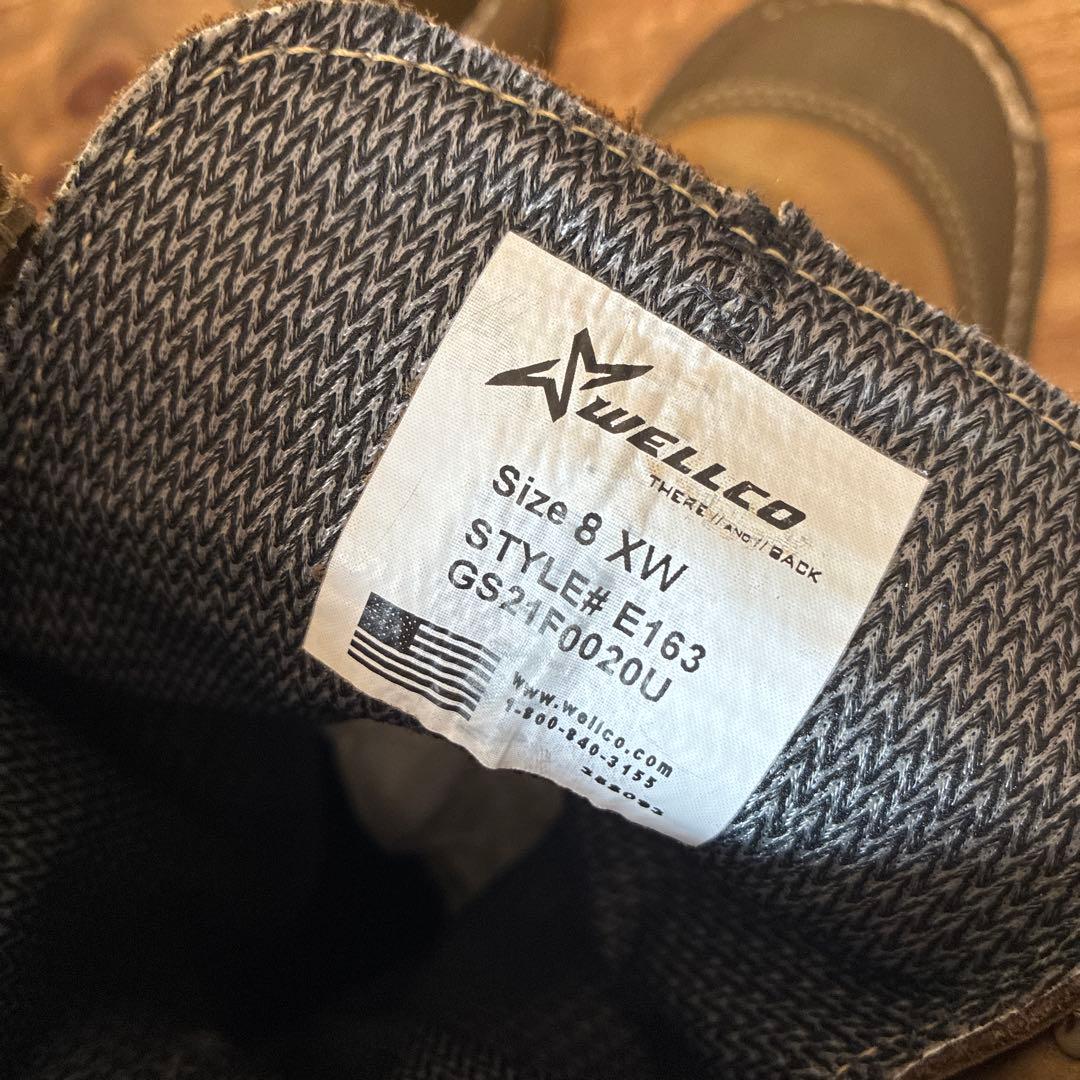 WELLCO
THERE // AND // BACK
Size 8 XW
STYLE# E163
GS21F0020U
www.wellco.com
1-800-840-3155